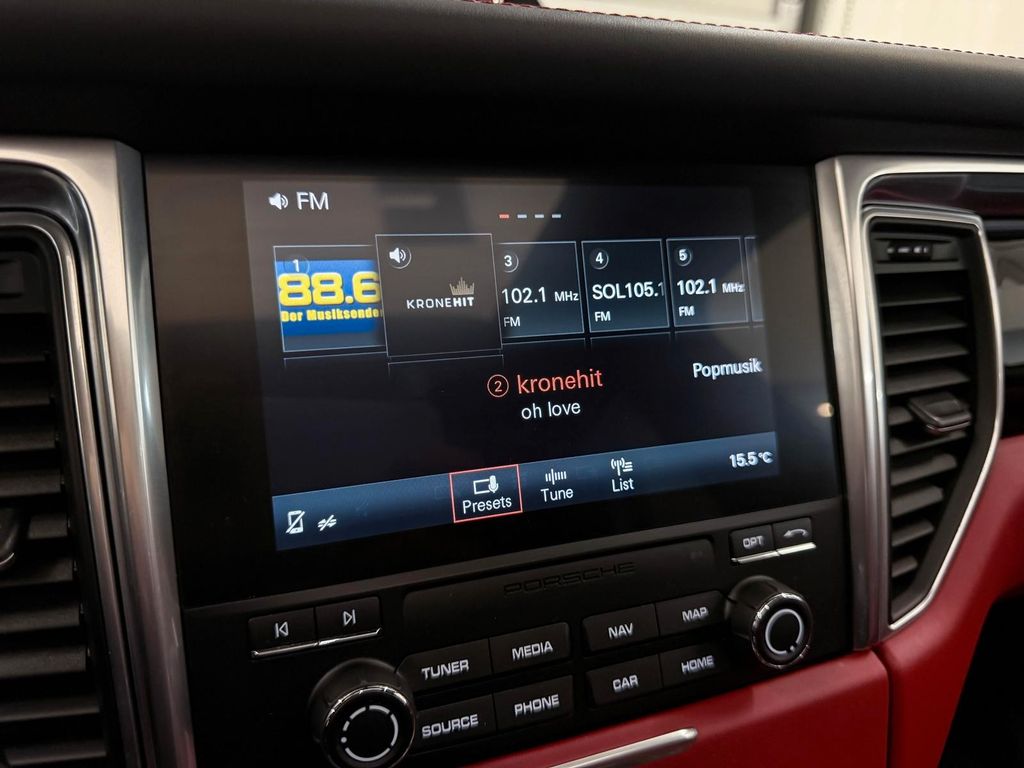 FM
1
88.6
Der Musiksender
KRONEHIT
3
102.1 MHz
FM
4
SOL105.1
FM
5
102.1 MHz
FM
2 kronehit
Popmusik
oh love
Presets
Tune
List
15.5°C
PORSCHE
OPT
TUNER
MEDIA
NAV
MAP
SOURCE
PHONE
CAR
HOME